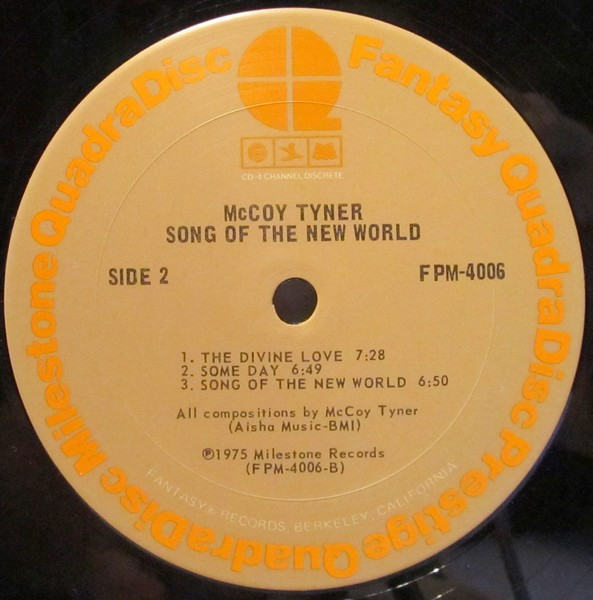 Fantasy QuadraDisc Prestige QuadraDisc Milestone QuadraDisc
CD-4 CHANNEL DISCRETE
McCOY TYNER
SONG OF THE NEW WORLD
SIDE 2
FPM-4006
1. THE DIVINE LOVE 7:28
2. SOME DAY 6:49
3. SONG OF THE NEW WORLD 6:50
All compositions by McCoy Tyner
(Aisha Music-BMI)
℗1975 Milestone Records
(FPM-4006-B)
FANTASY® RECORDS, BERKELEY, CALIFORNIA